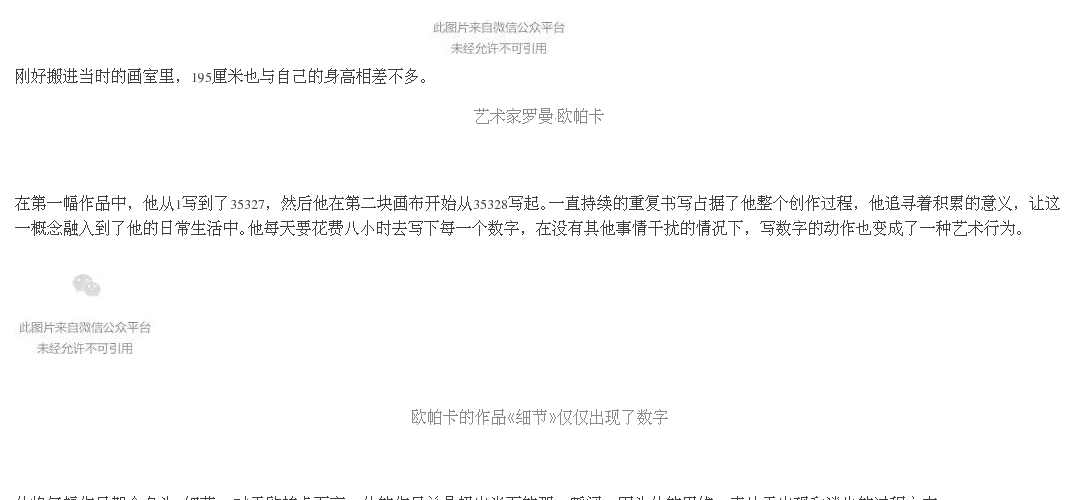 此图片来自微信公众平台
未经允许不可引用
刚好搬进当时的画室里，195厘米也与自己的身高相差不多。
艺术家罗曼·欧帕卡
在第一幅作品中，他从1写到了35327，然后他在第二块画布开始从35328写起。一直持续的重复书写占据了他整个创作过程，他追寻着积累的意义，让这
一概念融入到了他的日常生活中。他每天要花费八小时去写下每一个数字，在没有其他事情干扰的情况下，写数字的动作也变成了一种艺术行为。
此图片来自微信公众平台
未经允许不可引用
欧帕卡的作品《细节》仅仅出现了数字